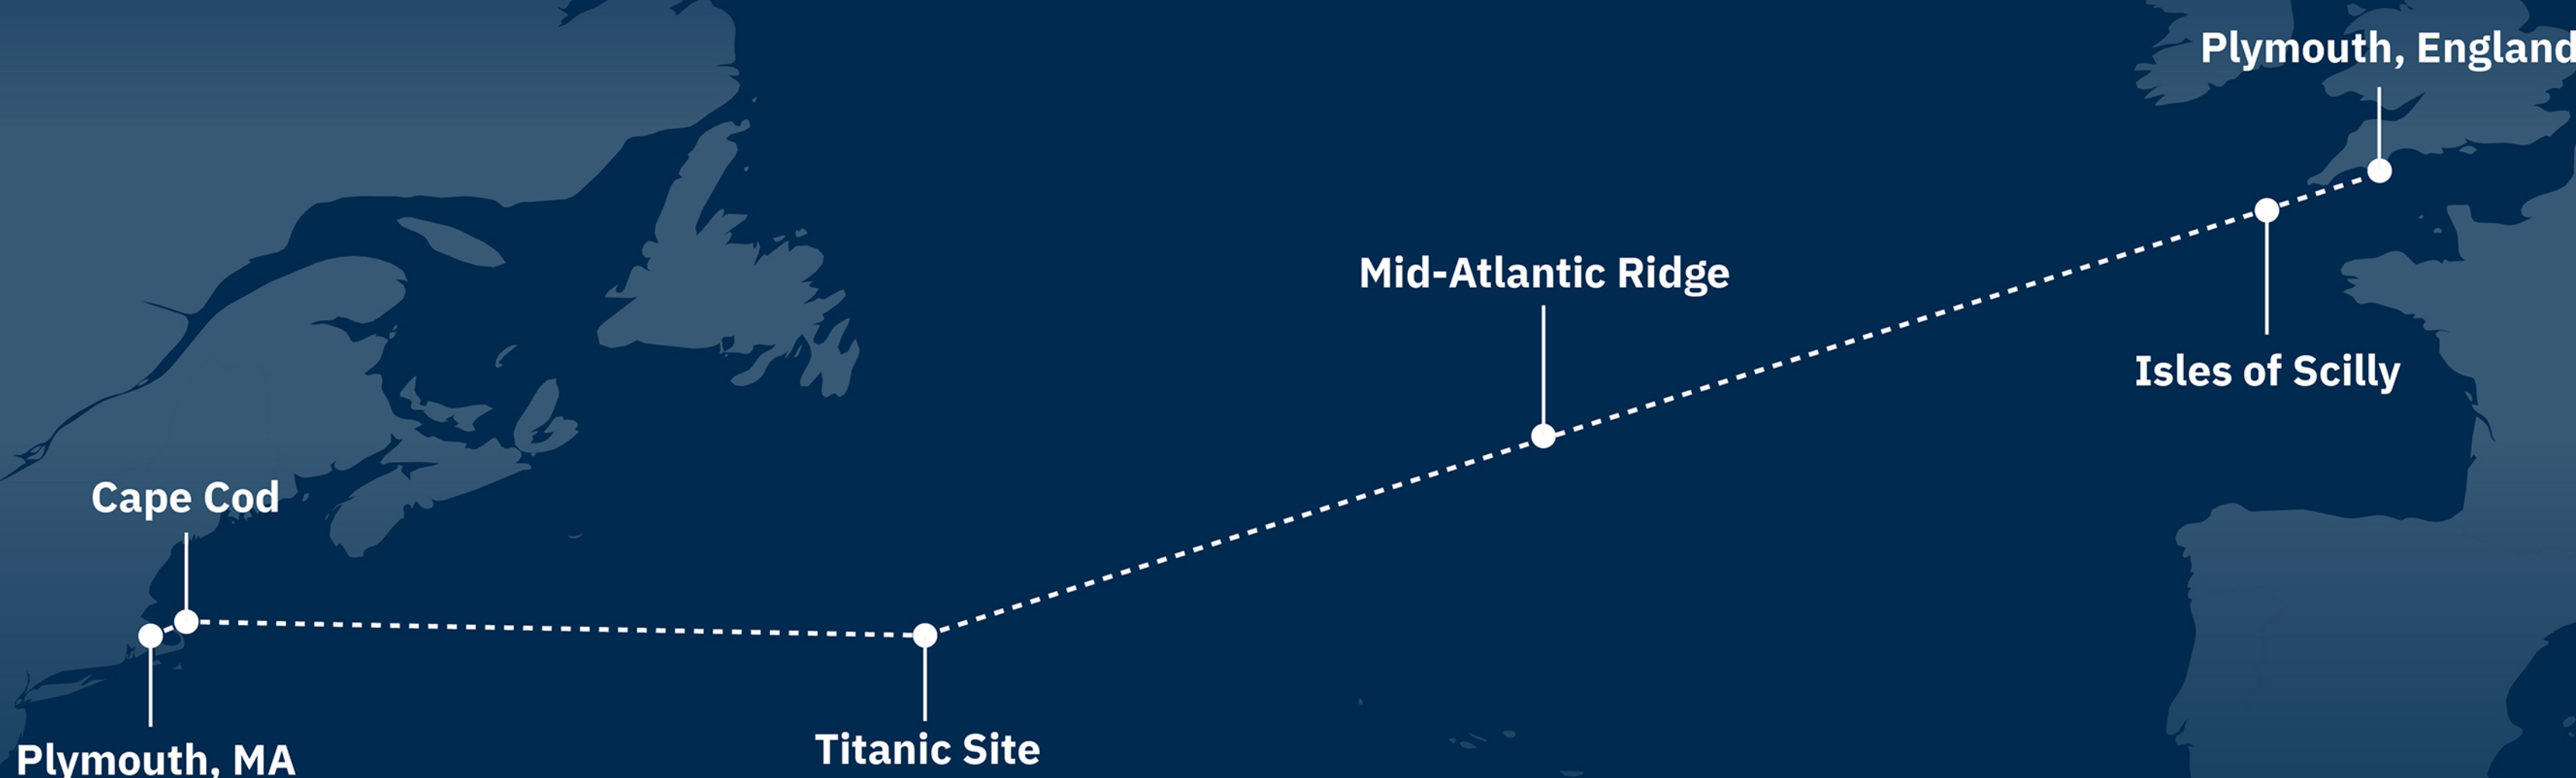 Plymouth, England
Mid-Atlantic Ridge
Isles of Scilly
Cape Cod
Titanic Site
Plymouth, MA